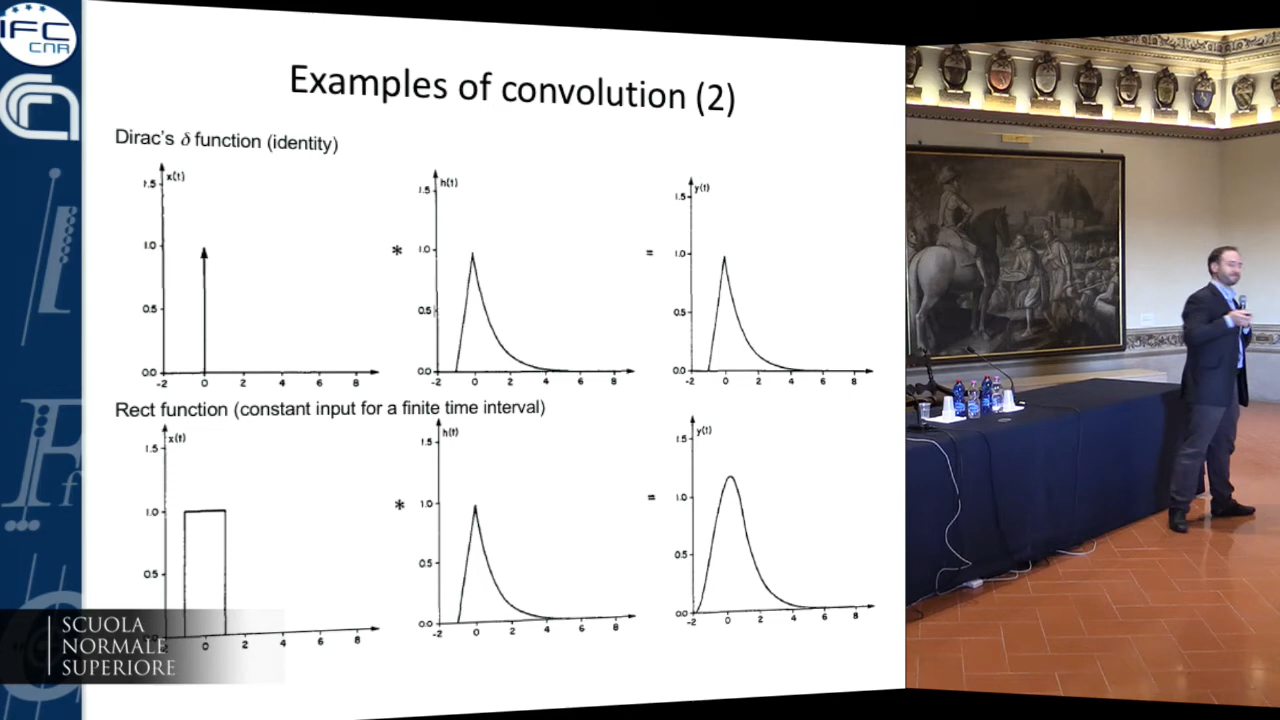 IFC
CNR
Examples of convolution (2)
Dirac's δ function (identity)
x(t)
1.5
1.0
0.5
0.0
-2 0 2 4 6 8
*
h(t)
1.5
1.0
0.5
0.0
-2 0 2 4 6 8
=
y(t)
1.5
1.0
0.5
0.0
-2 0 2 4 6 8
Rect function (constant input for a finite time interval)
x(t)
1.5
1.0
0.5
0 2 4 6 8
*
h(t)
1.5
1.0
0.5
0.0
-2 0 2 4 6 8
=
y(t)
1.5
1.0
0.5
0.0
-2 0 2 4 6 8
SCUOLA
NORMALE
SUPERIORE